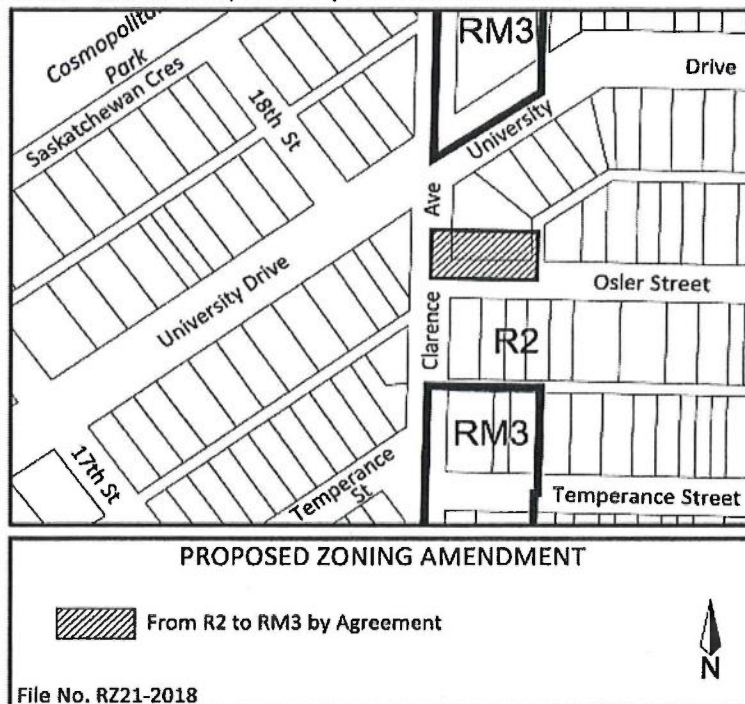 Cosmopolit
Park
RM3
Drive
Saskatchewan Cres
18th St
University
Ave
Osler Street
University Drive
Clarence
R2
RM3
17th St
Temperance
St
Temperance Street
PROPOSED ZONING AMENDMENT
From R2 to RM3 by Agreement
N
File No. RZ21-2018